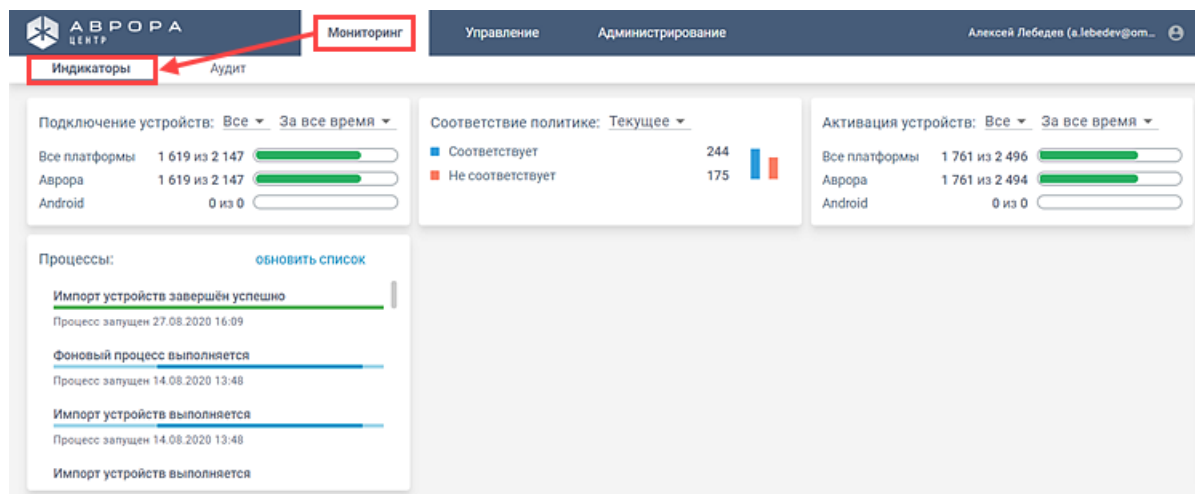 АВРОРА
ЦЕНТР
Мониторинг
Управление
Администрирование
Алексей Лебедев (a.lebedev@om...
Индикаторы
Аудит
Подключение устройств: Все За все время
Все платформы 1 619 из 2 147
Аврора 1 619 из 2 147
Android 0 из 0
Соответствие политике: Текущее
Соответствует 244
Не соответствует 175
Активация устройств: Все За все время
Все платформы 1 761 из 2 496
Аврора 1 761 из 2 494
Android 0 из 0
Процессы: ОБНОВИТЬ СПИСОК
Импорт устройств завершён успешно
Процесс запущен 27.08.2020 16:09
Фоновый процесс выполняется
Процесс запущен 14.08.2020 13:48
Импорт устройств выполняется
Процесс запущен 14.08.2020 13:48
Импорт устройств выполняется